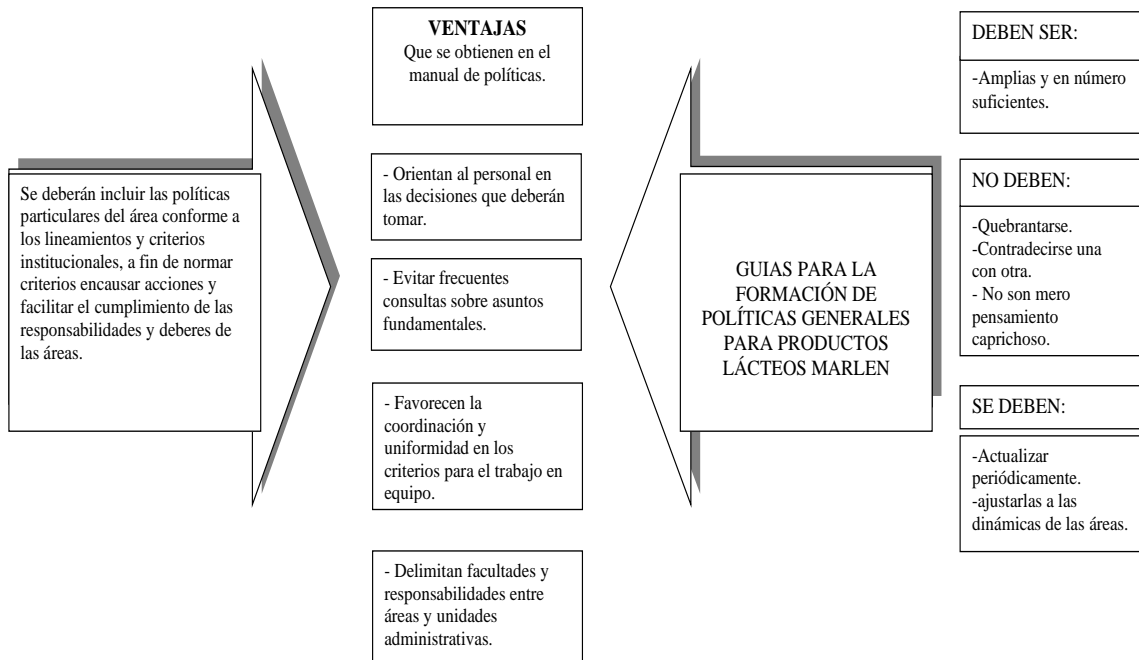 Se deberán incluir las políticas
particulares del área conforme a
los lineamientos y criterios
institucionales, a fin de normar
criterios encausar acciones y
facilitar el cumplimiento de las
responsabilidades y deberes de
las áreas.
VENTAJAS
Que se obtienen en el
manual de políticas.
- Orientan al personal en
las decisiones que deberán
tomar.
- Evitar frecuentes
consultas sobre asuntos
fundamentales.
- Favorecen la
coordinación y
uniformidad en los
criterios para el trabajo en
equipo.
- Delimitan facultades y
responsabilidades entre
áreas y unidades
administrativas.
GUIAS PARA LA
FORMACIÓN DE
POLÍTICAS GENERALES
PARA PRODUCTOS
LÁCTEOS MARLEN
DEBEN SER:
-Amplias y en número
suficientes.
NO DEBEN:
-Quebrantarse.
-Contradecirse una
con otra.
- No son mero
pensamiento
caprichoso.
SE DEBEN:
-Actualizar
periódicamente.
-ajustarlas a las
dinámicas de las áreas.